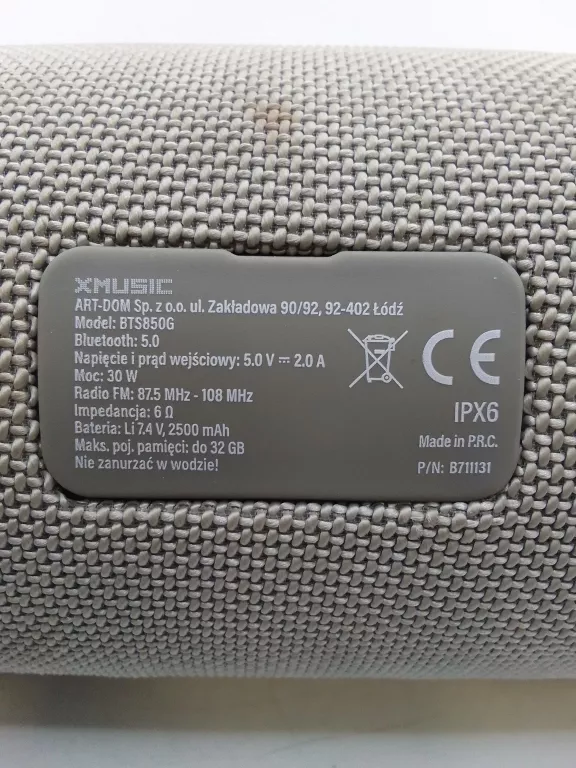 XMUSIC
ART-DOM Sp. z o.o. ul. Zakładowa 90/92, 92-402 Łódź
Model: BTS850G
Bluetooth: 5.0
Napięcie i prąd wejściowy: 5.0 V ⎓ 2.0 A
Moc: 30 W
Radio FM: 87.5 MHz - 108 MHz
Impedancja: 6 Ω
Bateria: Li 7.4 V, 2500 mAh
Maks. poj. pamięci: do 32 GB
Nie zanurzać w wodzie!
CE
IPX6
Made in P.R.C.
P/N: B711131